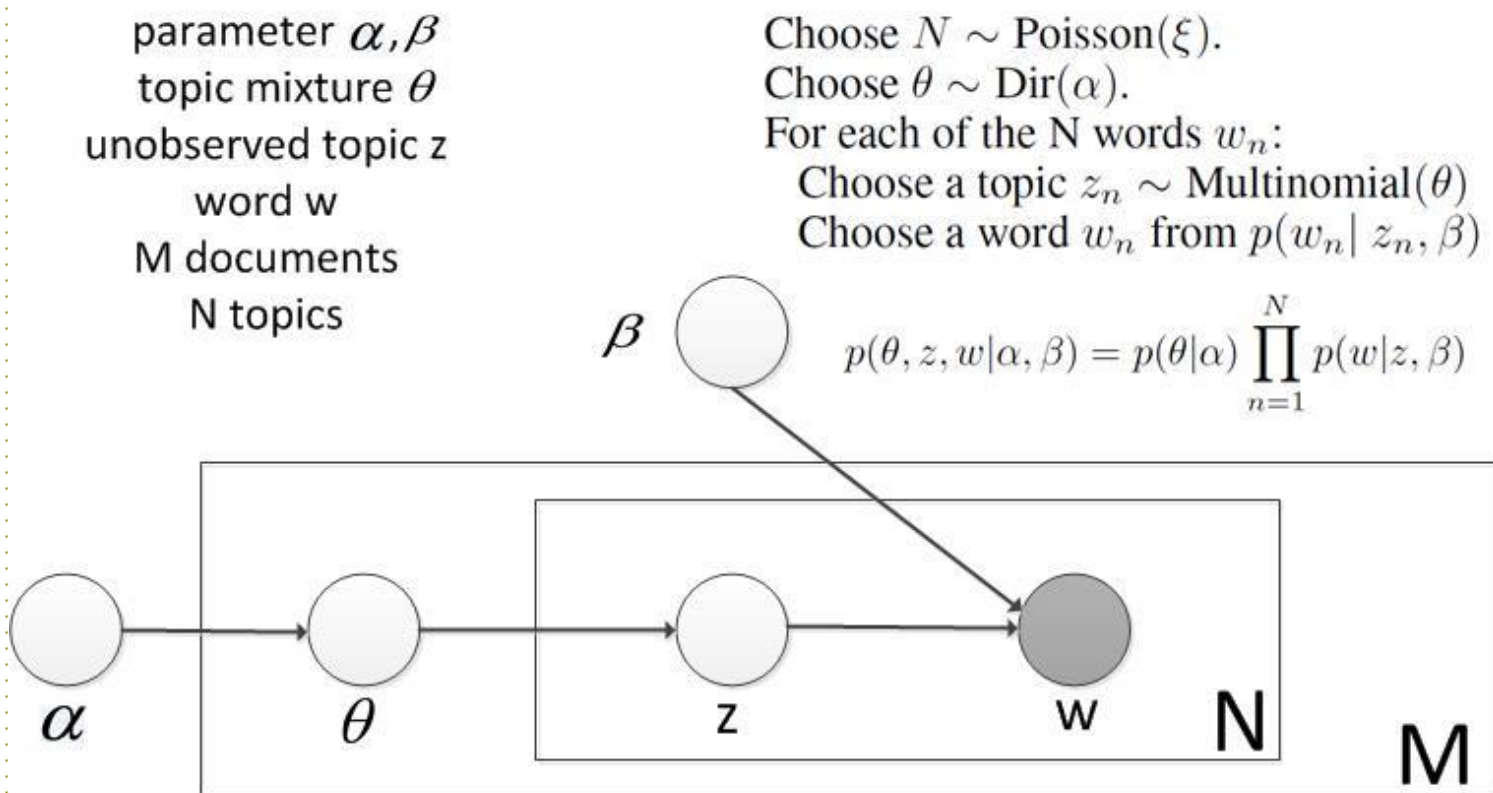 parameter α,β
topic mixture θ
unobserved topic z
word w
M documents
N topics
Choose N ∼ Poisson(ξ).
Choose θ ∼ Dir(α).
For each of the N words wₙ:
Choose a topic zₙ ∼ Multinomial(θ)
Choose a word wₙ from p(wₙ| zₙ, β)
p(θ, z, w|α, β) = p(θ|α) ∏ₙ₌₁ᴺ p(w|z, β)
β
α θ z w N M